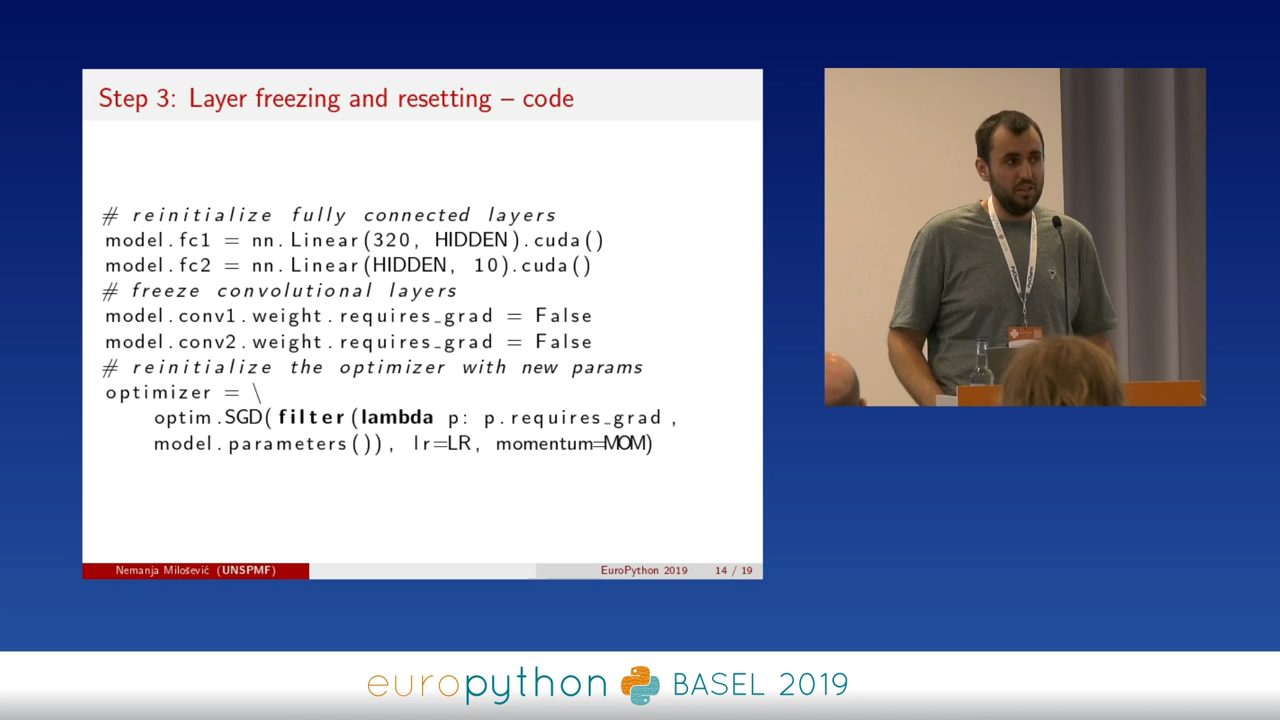 Step 3: Layer freezing and resetting – code
# reinitialize fully connected layers
model.fc1 = nn.Linear(320, HIDDEN).cuda()
model.fc2 = nn.Linear(HIDDEN, 10).cuda()
# freeze convolutional layers
model.conv1.weight.requires_grad = False
model.conv2.weight.requires_grad = False
# reinitialize the optimizer with new params
optimizer = \
optim.SGD(filter(lambda p: p.requires_grad,
model.parameters()), lr=LR, momentum=MOM)
Nemanja Milošević (UNSPMF) EuroPython 2019 14 / 19
europython BASEL 2019